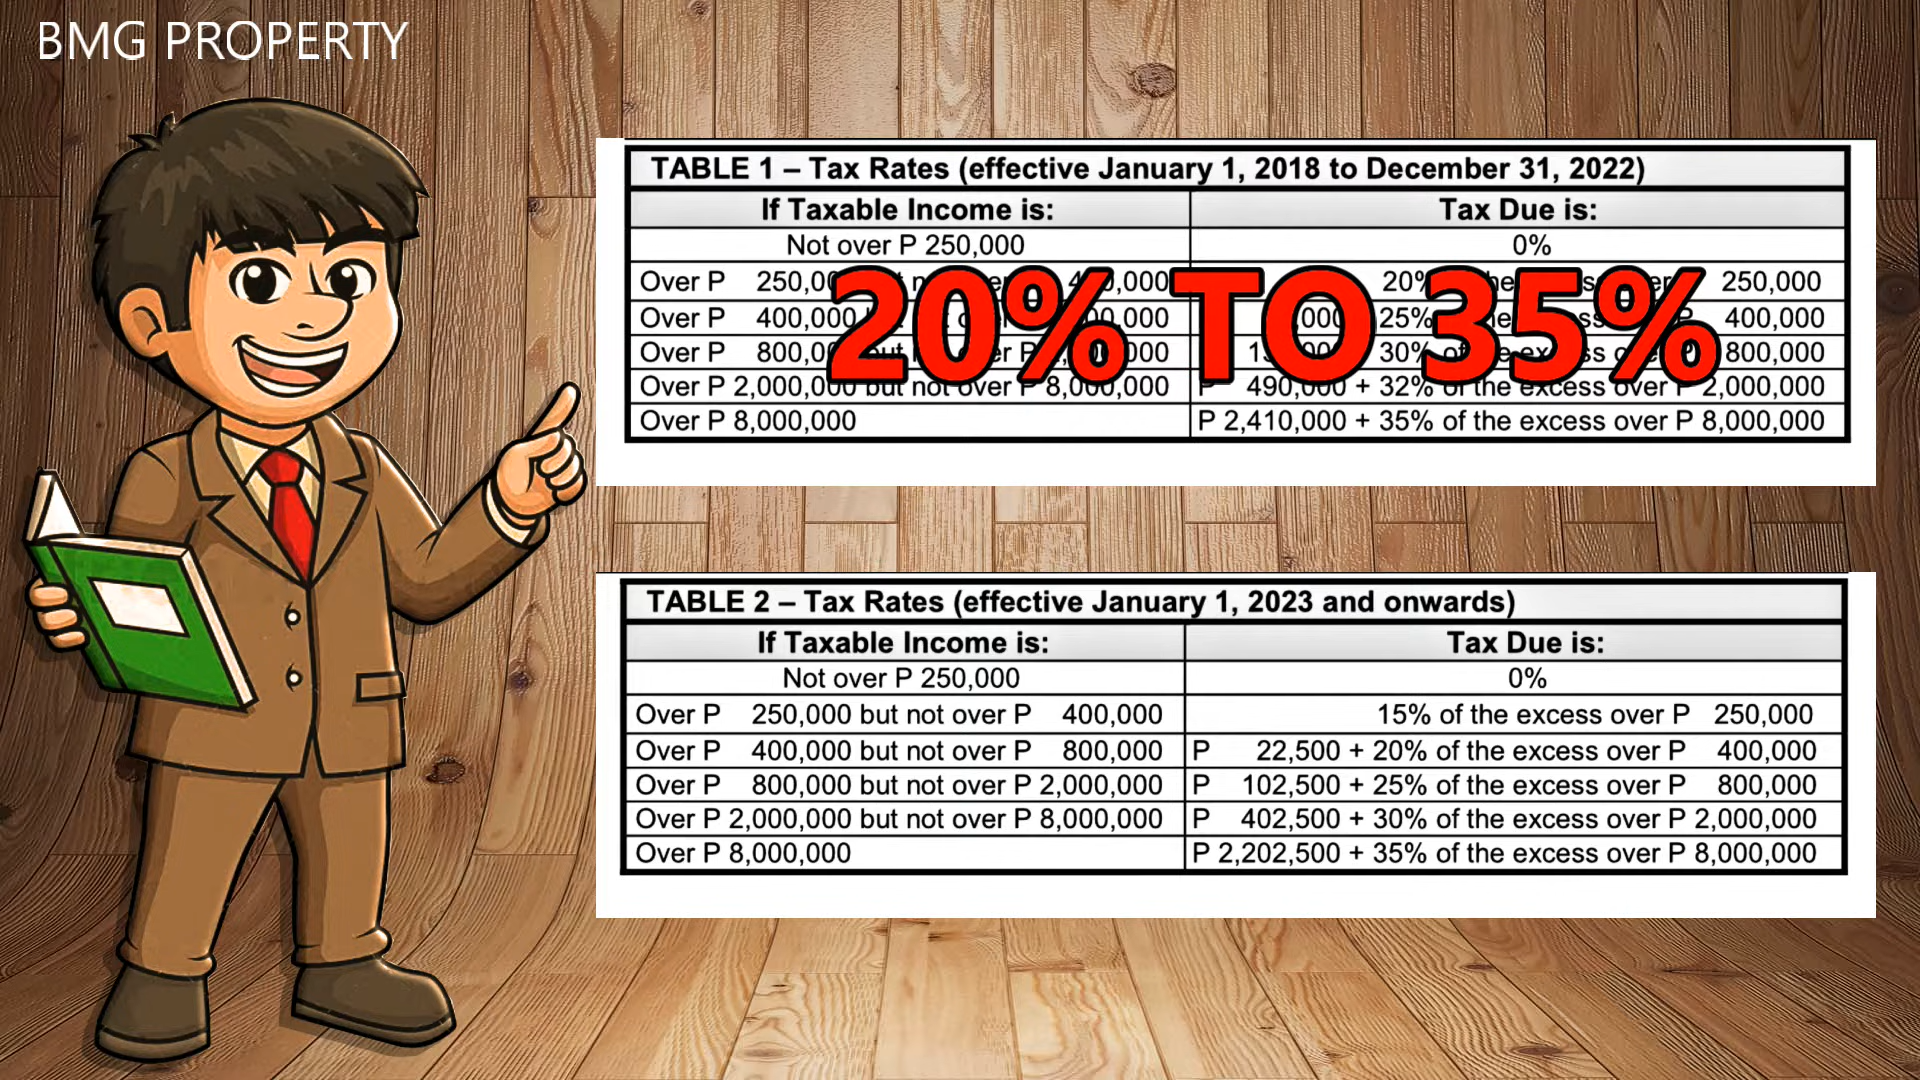 BMG PROPERTY
TABLE 1 – Tax Rates (effective January 1, 2018 to December 31, 2022)
If Taxable Income is: Tax Due is:
Not over P 250,000 0%
Over P 250,0 ,000 20% 250,000
Over P 400,000 ,000 25% 400,000
Over P 800,0 but 000 30% of 800,000
20% TO 35%
Over P 2,000,000 but not over P 8,000,000 P 490,000 + 32% of the excess over P 2,000,000
Over P 8,000,000 P 2,410,000 + 35% of the excess over P 8,000,000
TABLE 2 – Tax Rates (effective January 1, 2023 and onwards)
If Taxable Income is: Tax Due is:
Not over P 250,000 0%
Over P 250,000 but not over P 400,000 15% of the excess over P 250,000
Over P 400,000 but not over P 800,000 P 22,500 + 20% of the excess over P 400,000
Over P 800,000 but not over P 2,000,000 P 102,500 + 25% of the excess over P 800,000
Over P 2,000,000 but not over P 8,000,000 P 402,500 + 30% of the excess over P 2,000,000
Over P 8,000,000 P 2,202,500 + 35% of the excess over P 8,000,000